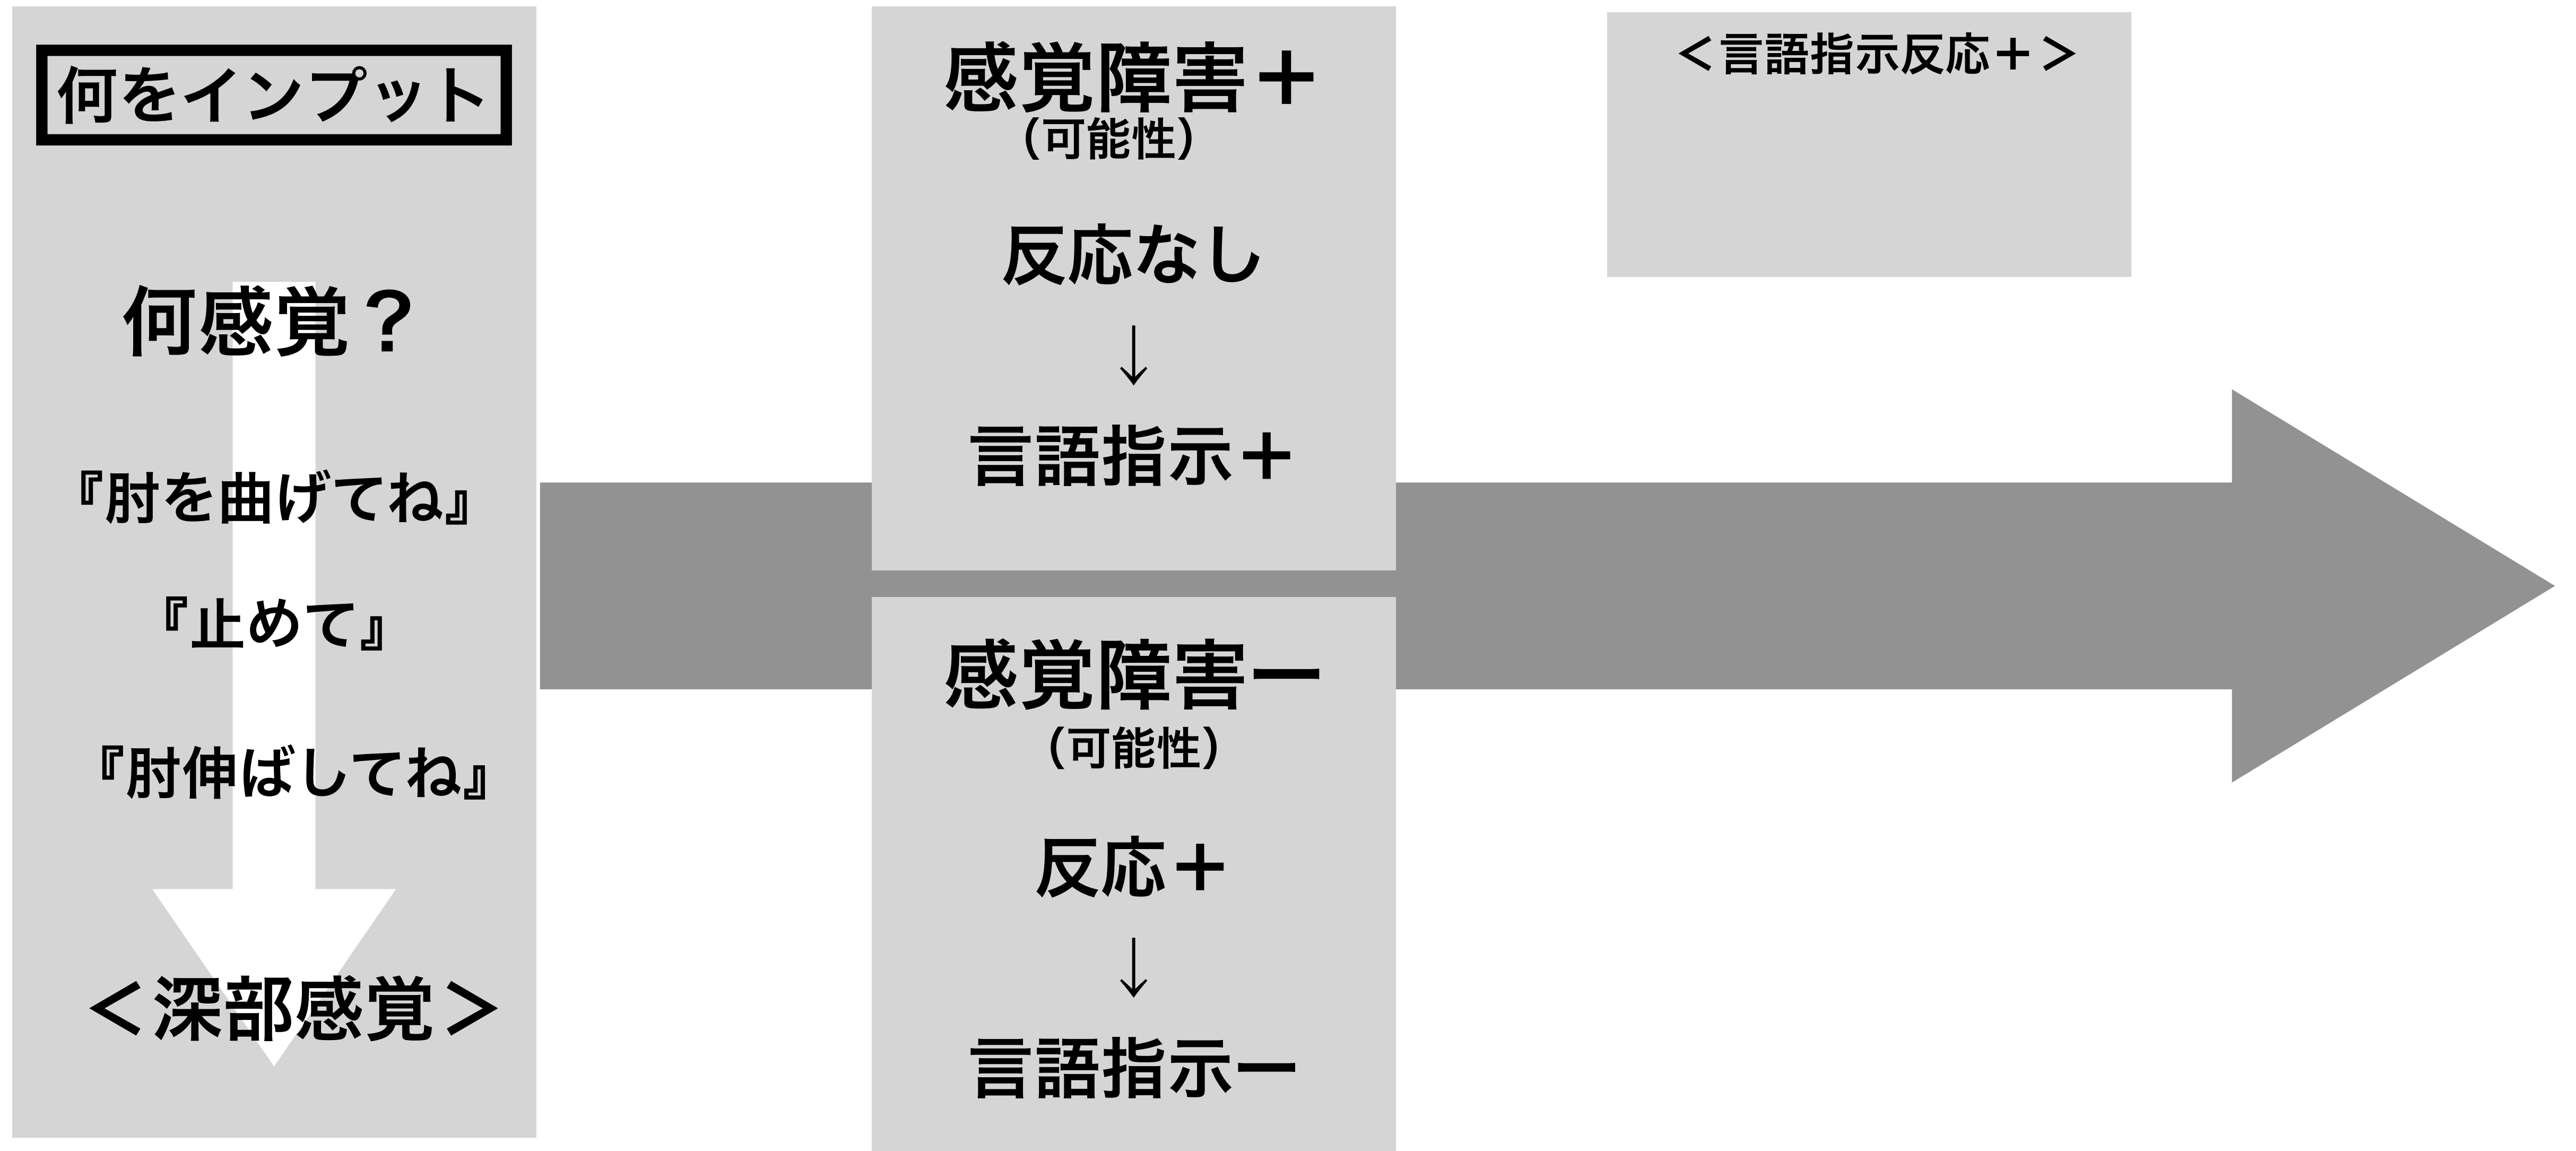 何をインプット
何感覚？
『肘を曲げてね』
『止めて』
『肘伸ばしてね』
＜深部感覚＞
感覚障害＋
（可能性）
反応なし
↓
言語指示＋
感覚障害ー
（可能性）
反応＋
↓
言語指示ー
＜言語指示反応＋＞